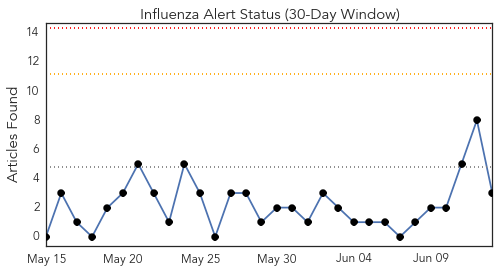 Influenza Alert Status (30-Day Window)
Articles Found
14
12
10
8
6
4
2
0
May 15
May 20
May 25
May 30
Jun 04
Jun 09